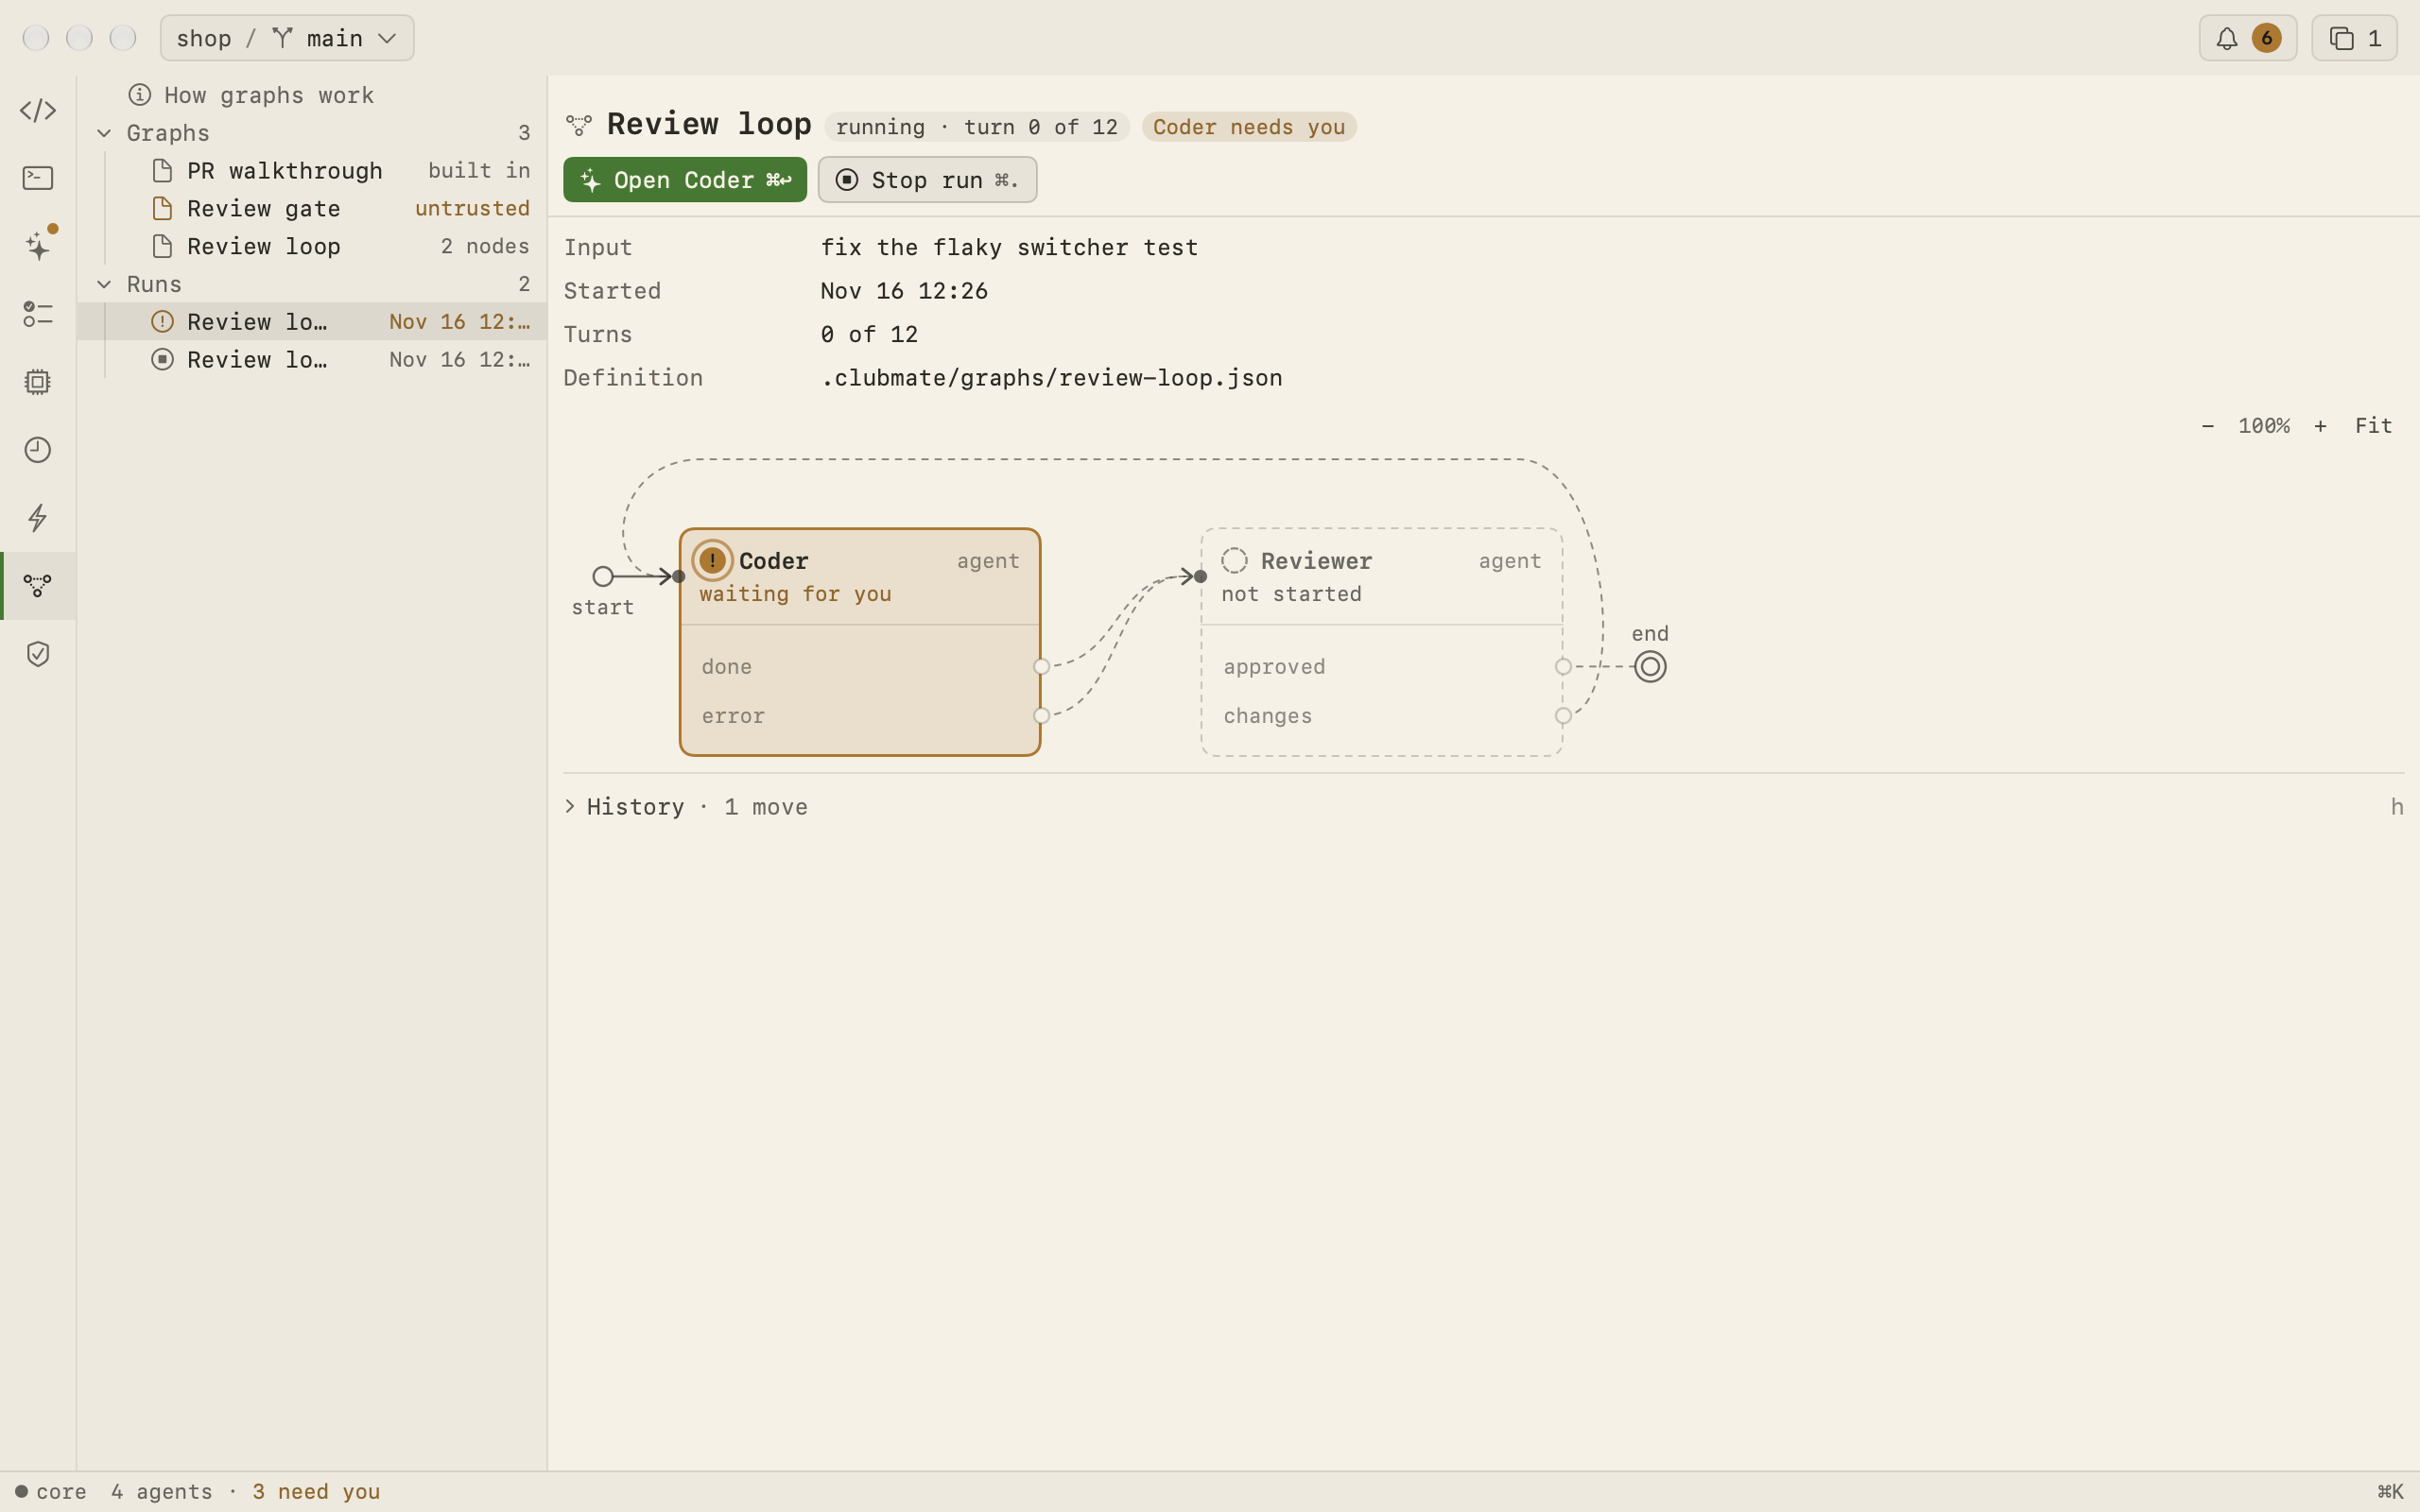 shop / main
6
1
How graphs work
Graphs 3
PR walkthrough built in
Review gate untrusted
Review loop 2 nodes
Runs 2
Review lo… Nov 16 12:…
Review lo… Nov 16 12:…
Review loop running · turn 0 of 12 Coder needs you
Open Coder ⌘↩ Stop run ⌘.
Input fix the flaky switcher test
Started Nov 16 12:26
Turns 0 of 12
Definition .clubmate/graphs/review-loop.json
− 100% + Fit
start
! Coder agent
waiting for you
done
error
Reviewer agent
not started
approved
changes
end
History · 1 move h
core 4 agents · 3 need you ⌘K